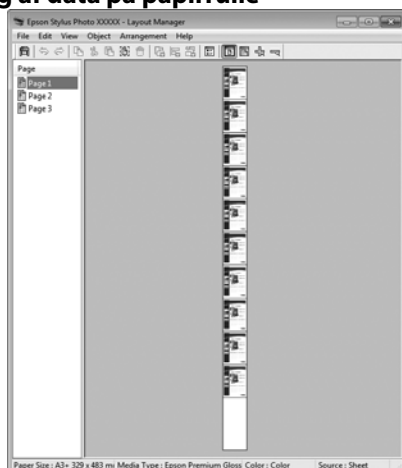 af data på papirrulle
Epson Stylus Photo XXXXX - Layout Manager
File Edit View Object Arrangement Help
Page
Page 1
Page 2
Page 3
Paper Size : A3+ 329 x 483 mi Media Type : Epson Premium Gloss Color : Color Source : Sheet